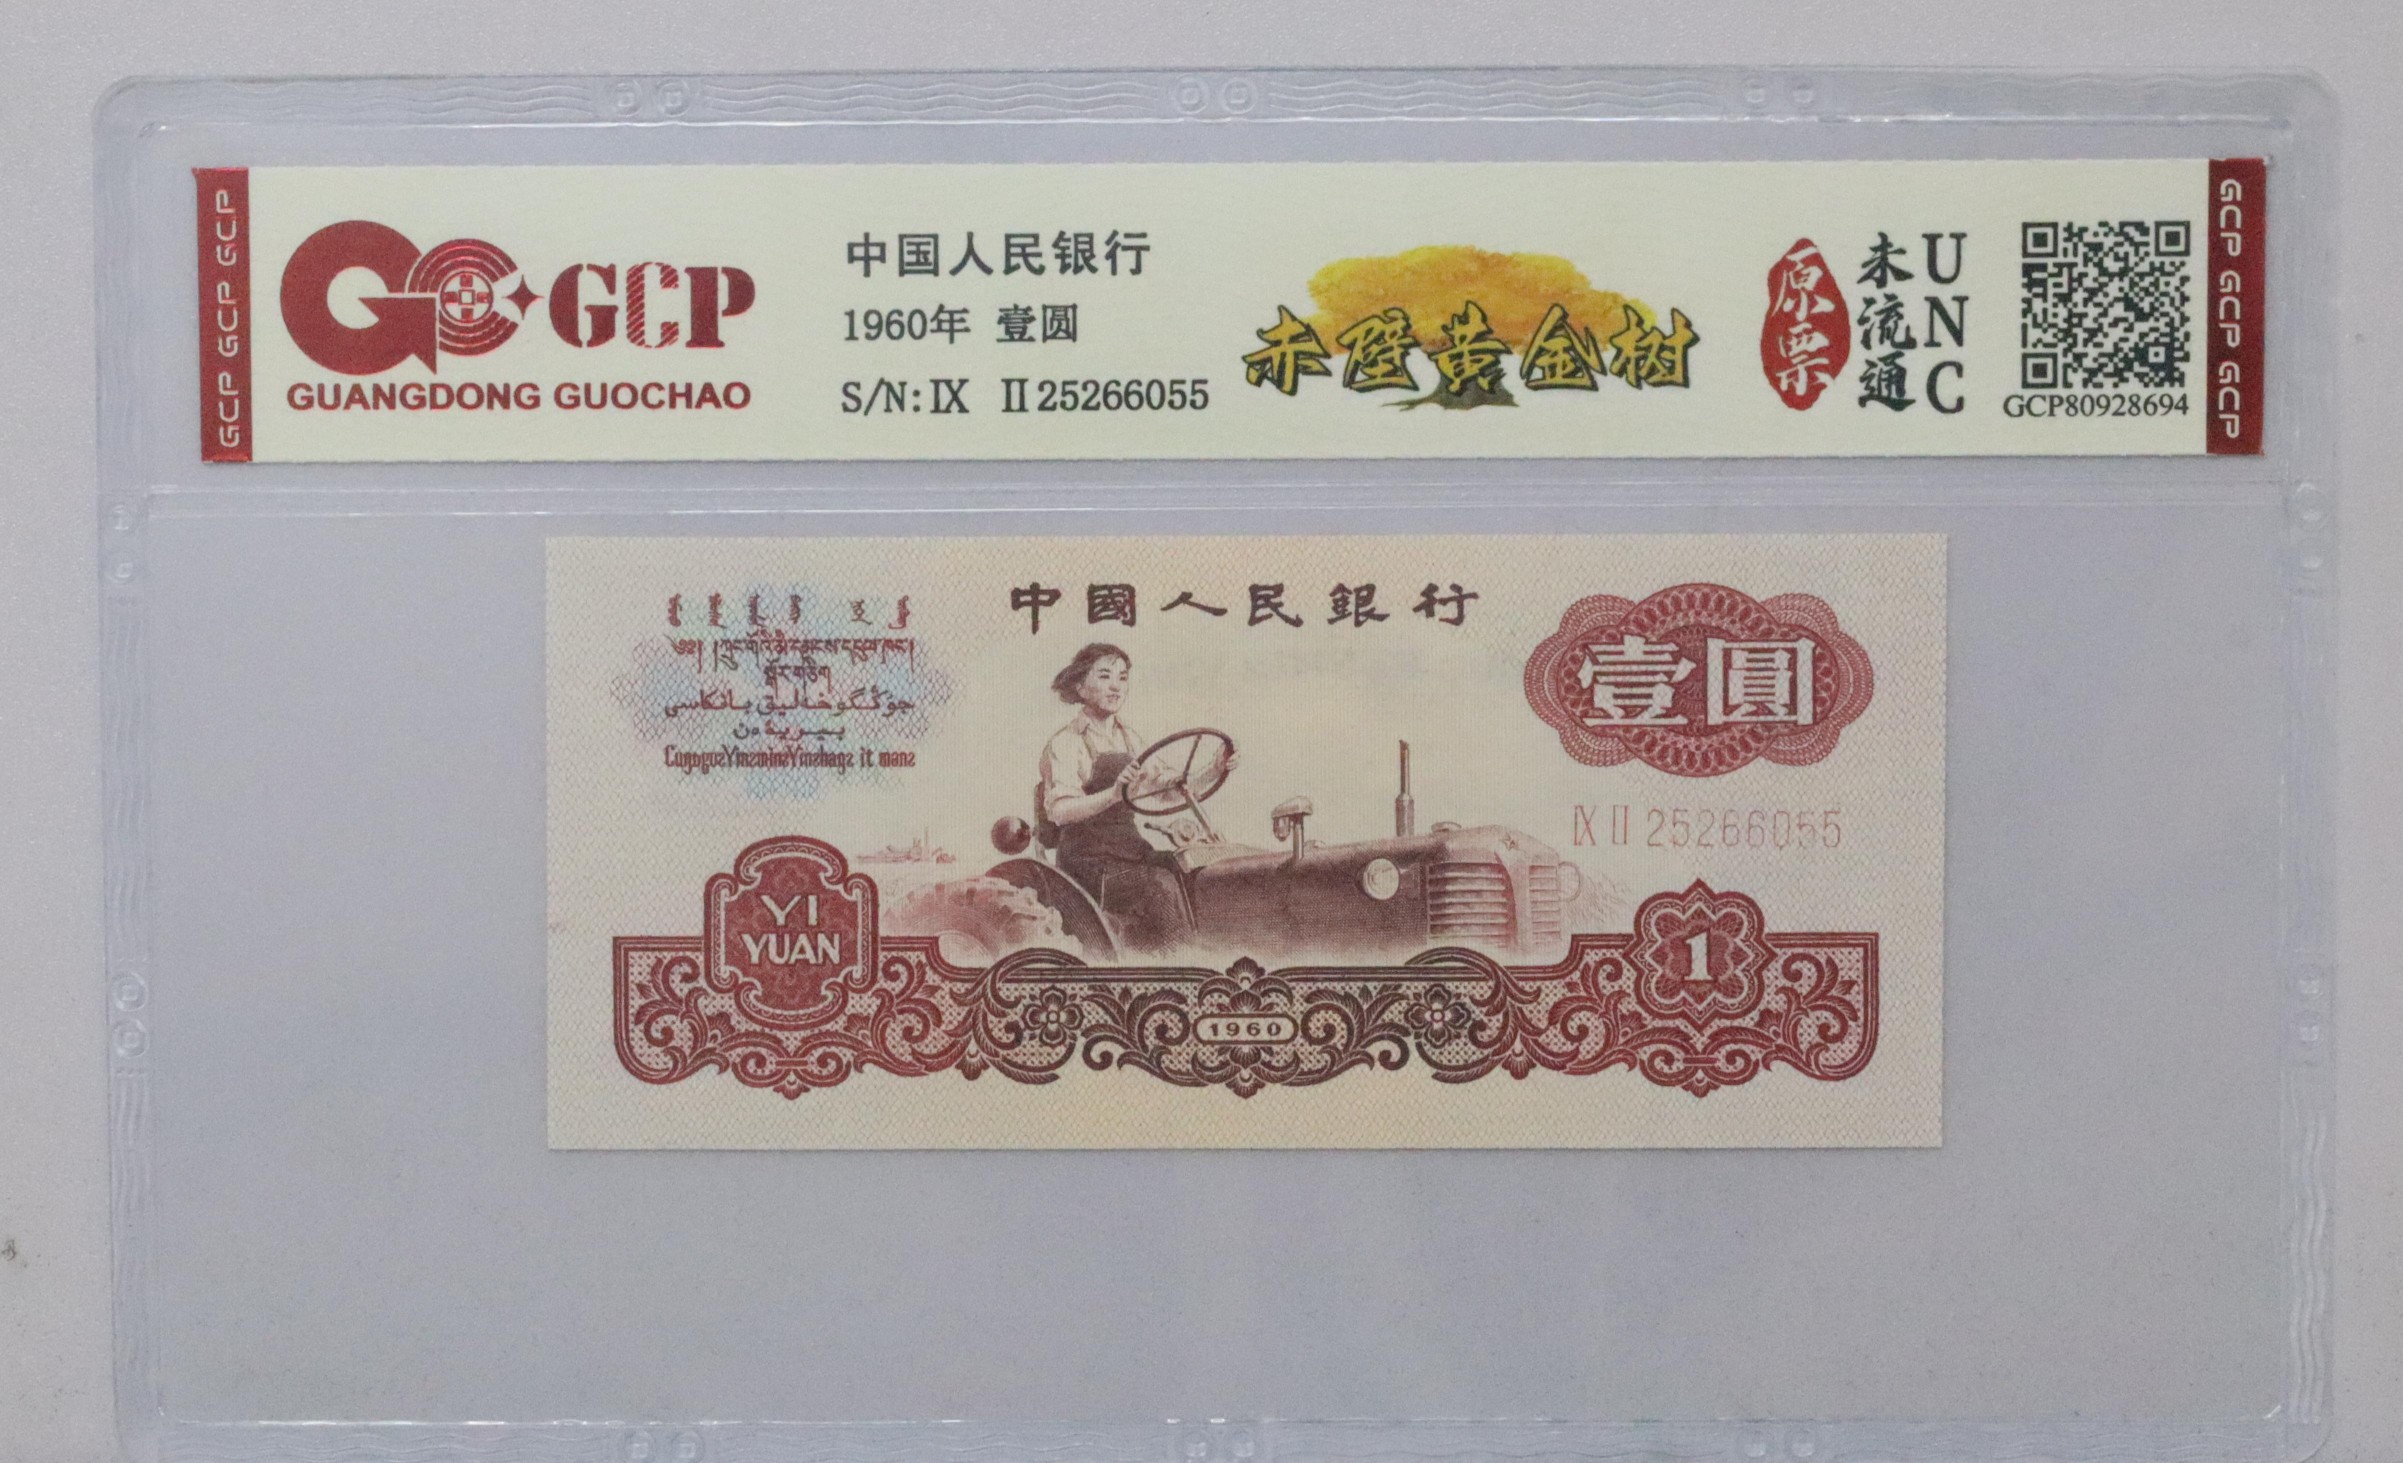 GCP GCP GCP
GCP
GUANGDONG GUOCHAO
中国人民银行
1960年 壹圆
S/N: IX II 25266055
赤壁黄金树
原票
未流通
UNC
GCP80928694
GCP GCP GCP
中國人民銀行
壹圓
IX II 25266055
YI
YUAN
1960
1